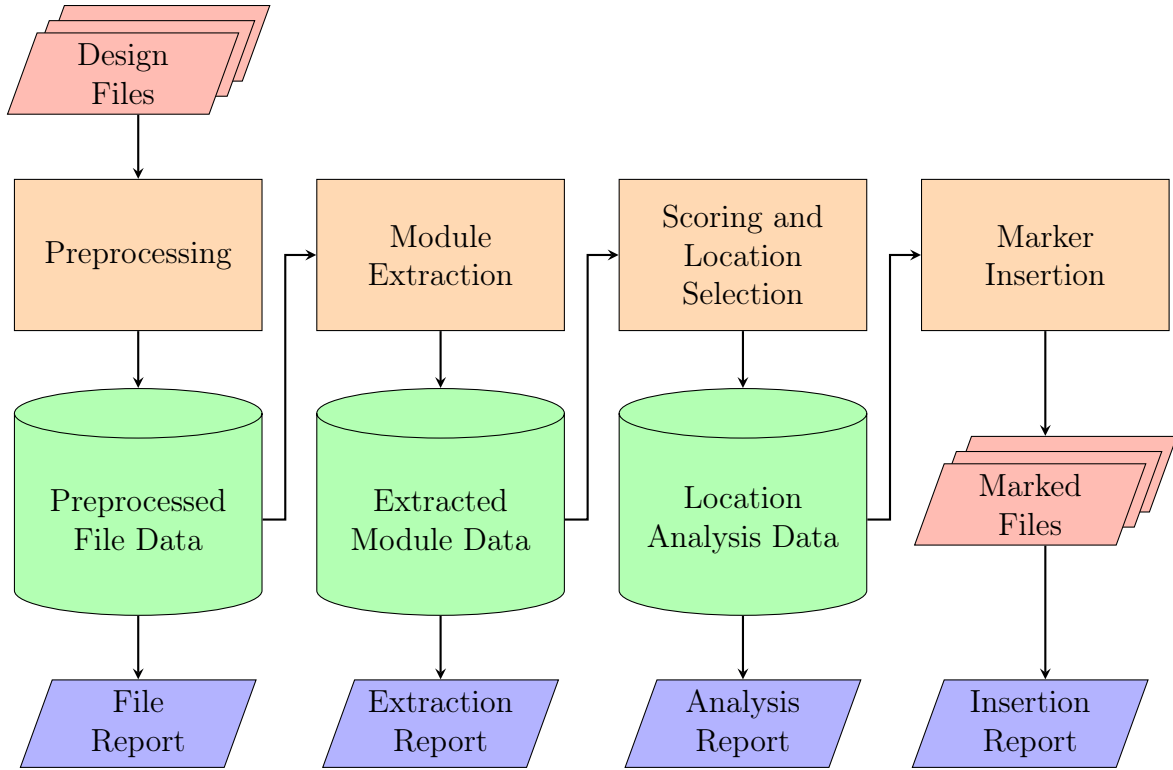 Design
Files
Preprocessing
Module
Extraction
Scoring and
Location
Selection
Marker
Insertion
Preprocessed
File Data
Extracted
Module Data
Location
Analysis Data
Marked
Files
File
Report
Extraction
Report
Analysis
Report
Insertion
Report